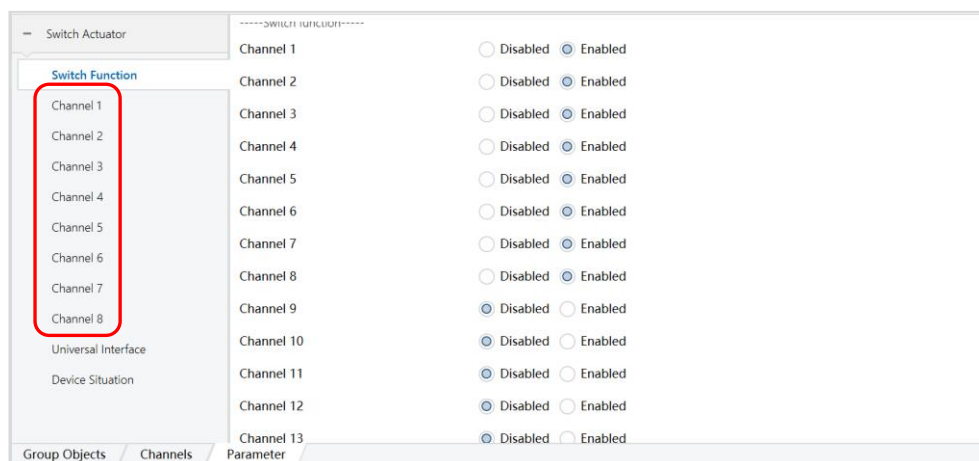 Switch Actuator
Switch Function
Channel 1
Channel 2
Channel 3
Channel 4
Channel 5
Channel 6
Channel 7
Channel 8
Universal Interface
Device Situation
-----Switch function-----
Channel 1 Disabled Enabled
Channel 2 Disabled Enabled
Channel 3 Disabled Enabled
Channel 4 Disabled Enabled
Channel 5 Disabled Enabled
Channel 6 Disabled Enabled
Channel 7 Disabled Enabled
Channel 8 Disabled Enabled
Channel 9 Disabled Enabled
Channel 10 Disabled Enabled
Channel 11 Disabled Enabled
Channel 12 Disabled Enabled
Channel 13 Disabled Enabled
Group Objects Channels Parameter